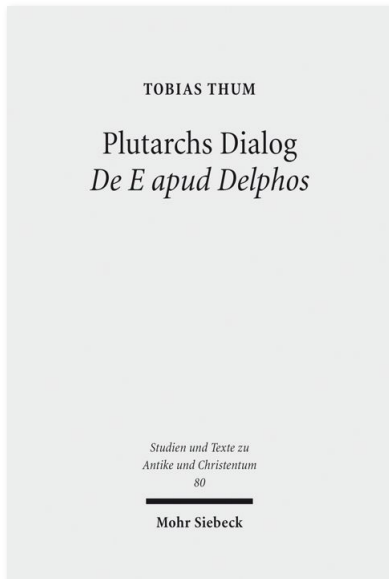 TOBIAS THUM
Plutarchs Dialog
De E apud Delphos
Studien und Texte zu
Antike und Christentum
80
Mohr Siebeck